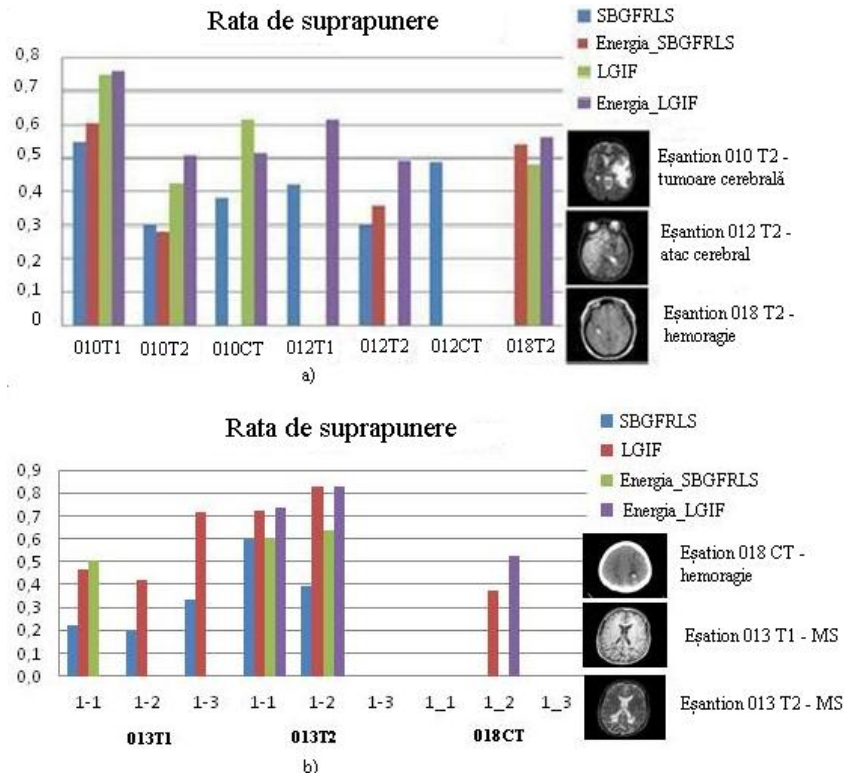 Rata de suprapunere
SBGFRLS
Energia_SBGFRLS
LGIF
Energia_LGIF
0,8
0,7
0,6
0,5
0,4
0,3
0,2
0,1
0
010T1 010T2 010CT 012T1 012T2 012CT 018T2
a)
Eșantion 010 T2 -
tumoare cerebrală
Eșantion 012 T2 -
atac cerebral
Eșantion 018 T2 -
hemoragie
Rata de suprapunere
SBGFRLS
LGIF
Energia_SBGFRLS
Energia_LGIF
0,9
0,8
0,7
0,6
0,5
0,4
0,3
0,2
0,1
0,0
1-1 1-2 1-3 1-1 1-2 1-3 1_1 1_2 1_3
013T1 013T2 018CT
b)
Eșation 018 CT -
hemoragie
Eșation 013 T1 - MS
Eșantion 013 T2 - MS